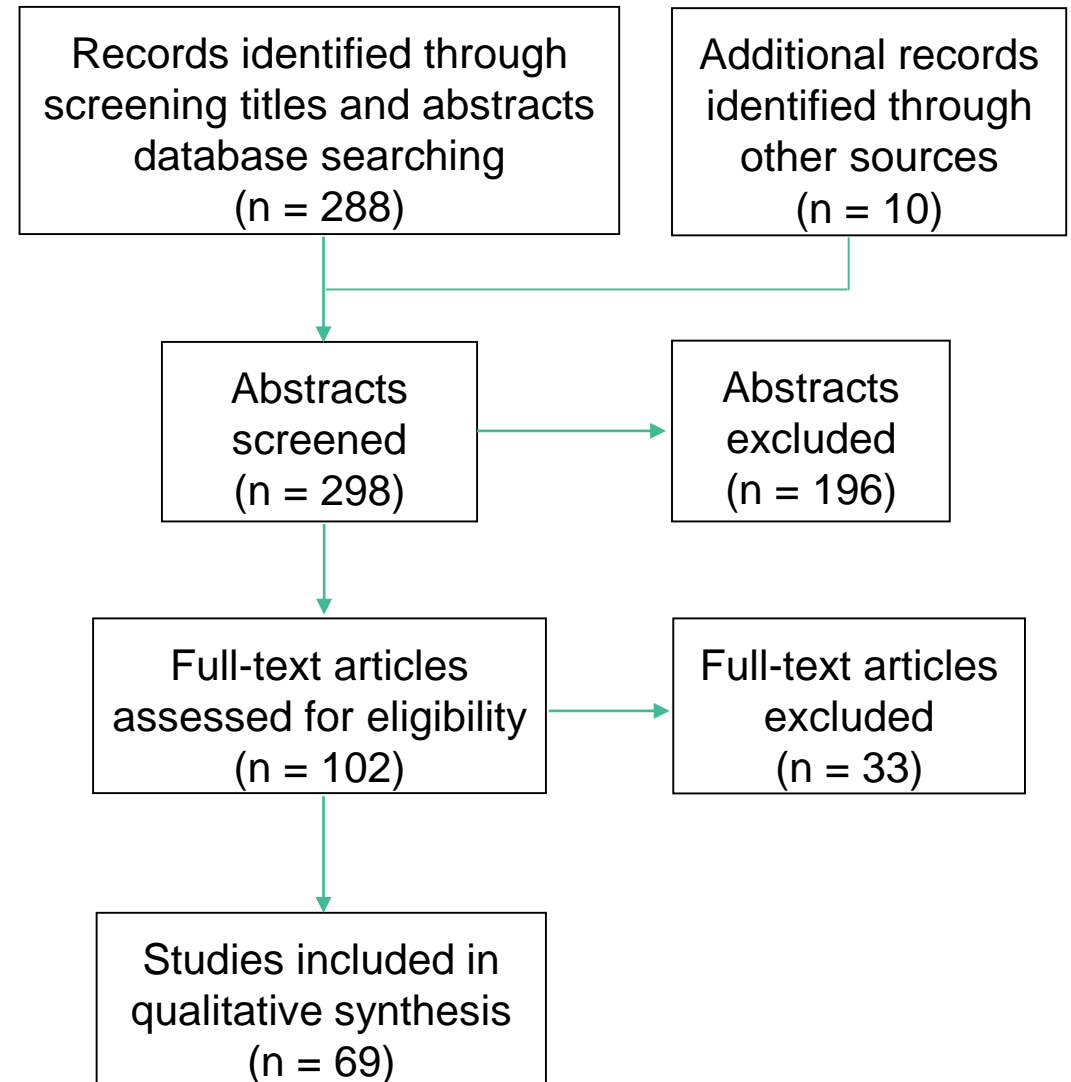 Records identified through
screening titles and abstracts
database searching
(n = 288)
Additional records
identified through
other sources
(n = 10)
Abstracts
screened
(n = 298)
Abstracts
excluded
(n = 196)
Full-text articles
assessed for eligibility
(n = 102)
Full-text articles
excluded
(n = 33)
Studies included in
qualitative synthesis
(n = 69)